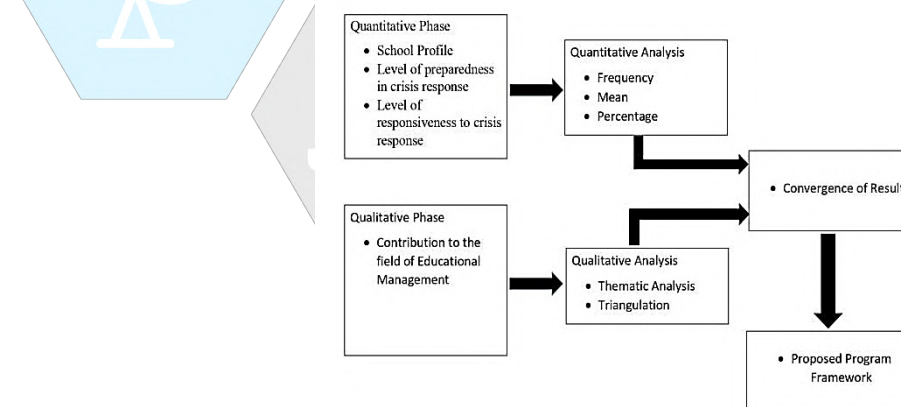 Quantitative Phase
• School Profile
• Level of preparedness
in crisis response
• Level of
responsiveness to crisis
response
Quantitative Analysis
• Frequency
• Mean
• Percentage
Qualitative Phase
• Contribution to the
field of Educational
Management
Qualitative Analysis
• Thematic Analysis
• Triangulation
• Convergence of Result
• Proposed Program
Framework